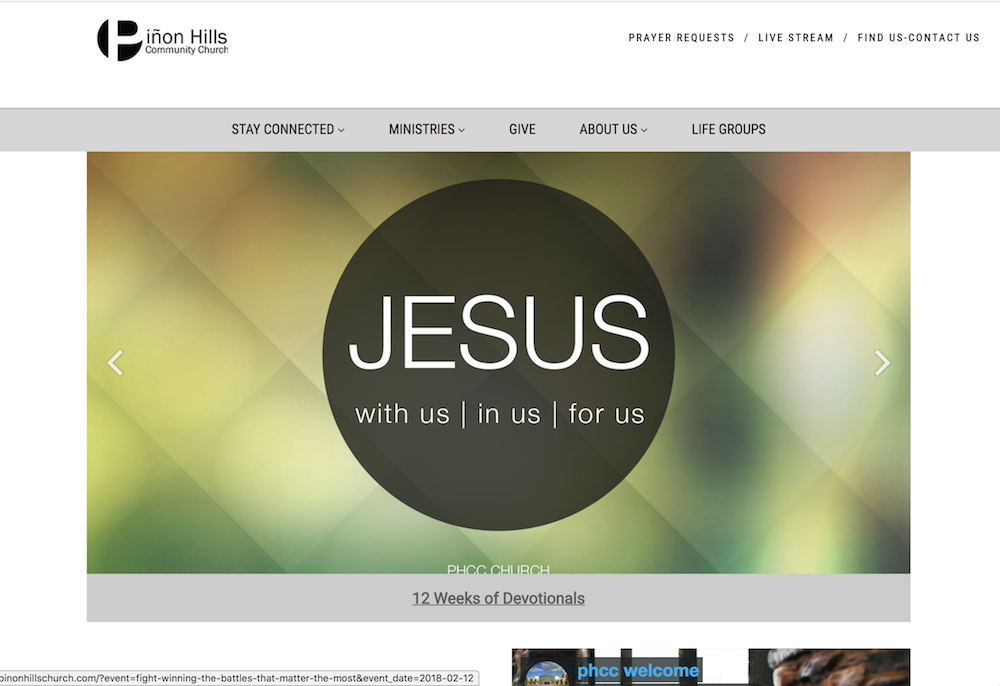 Piñon Hills
Community Church
PRAYER REQUESTS / LIVE STREAM / FIND US-CONTACT US
STAY CONNECTED MINISTRIES GIVE ABOUT US LIFE GROUPS
JESUS
with us | in us | for us
PHCC CHURCH
12 Weeks of Devotionals
phcc welcome
pinonhillschurch.com/?event=fight-winning-the-battles-that-matter-the-most&event_date=2018-02-12